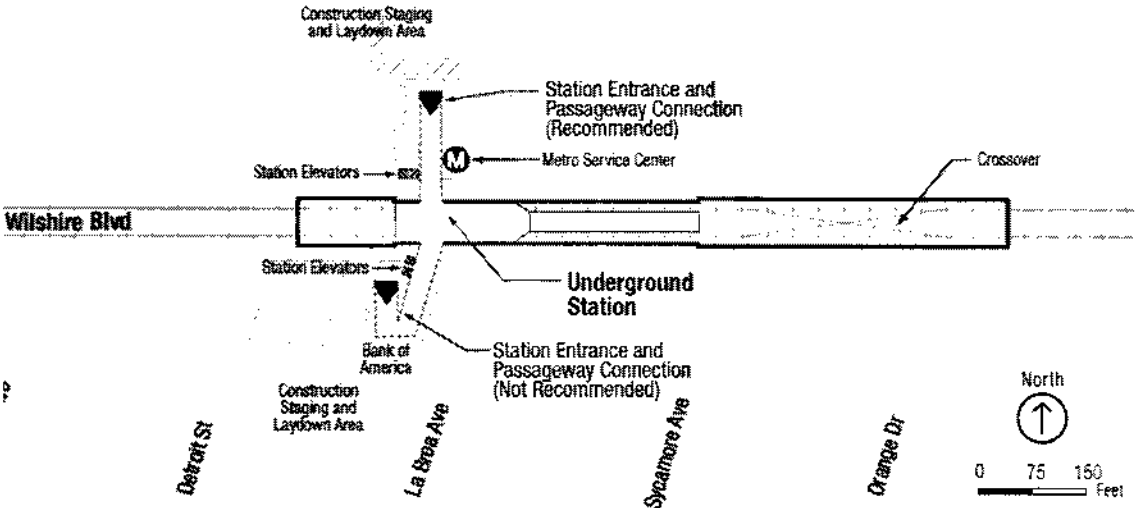 Construction Staging
and Laydown Area
Station Entrance and
Passageway Connection
(Recommended)
M
Metro Service Center
Crossover
Station Elevators
Wilshire Blvd
Station Elevators
Underground
Station
Bank of
America
Station Entrance and
Passageway Connection
(Not Recommended)
Construction
Staging and
Laydown Area
North
Detroit St
La Brea Ave
Sycamore Ave
Orange Dr
0 75 150
Feet